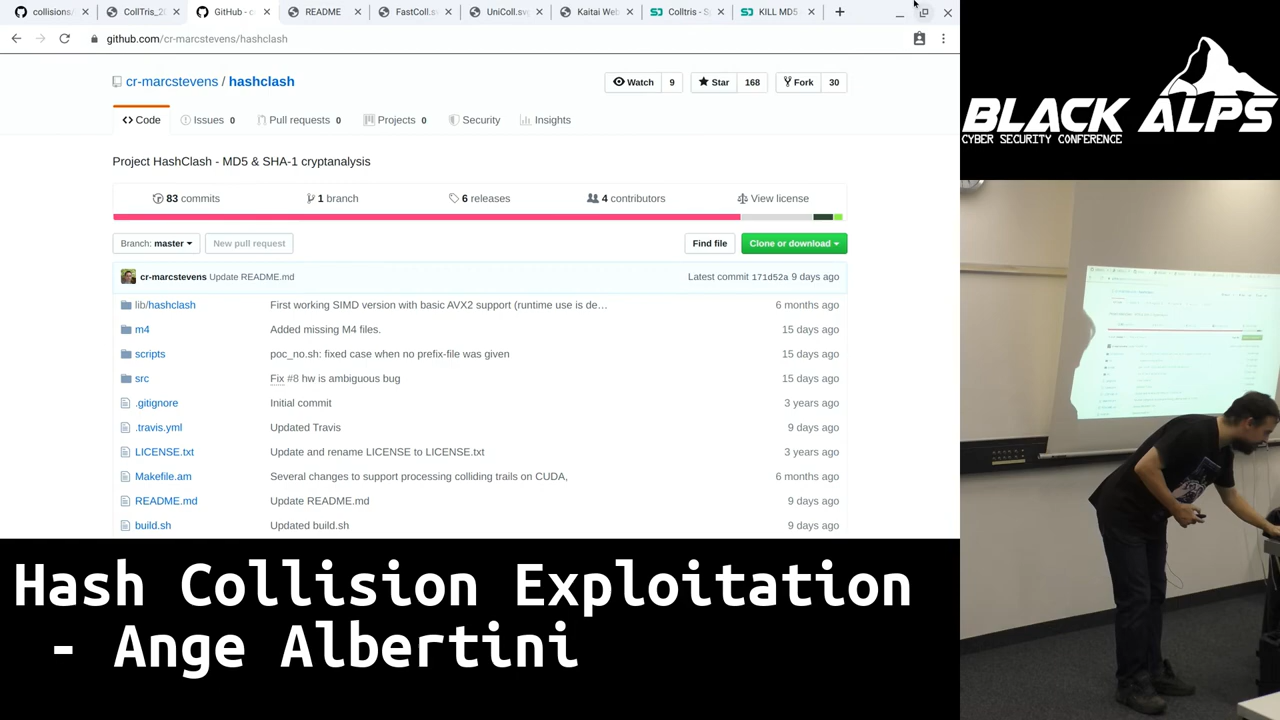 collisions/
CollTris_2(
GitHub - c
README
FastColl.sv
UniColl.svg
Kaitai Web
Colltris - Sp
KILL MD5
github.com/cr-marcstevens/hashclash
cr-marcstevens / hashclash
Watch 9
Star 168
Fork 30
Code
Issues 0
Pull requests 0
Projects 0
Security
Insights
Project HashClash - MD5 & SHA-1 cryptanalysis
83 commits
1 branch
6 releases
4 contributors
View license
Branch: master
New pull request
Find file
Clone or download
cr-marcstevens Update README.md
Latest commit 171d52a 9 days ago
lib/hashclash First working SIMD version with basic AVX2 support (runtime use is de… 6 months ago
m4 Added missing M4 files. 15 days ago
scripts poc_no.sh: fixed case when no prefix-file was given 15 days ago
src Fix #8 hw is ambiguous bug 15 days ago
.gitignore Initial commit 3 years ago
.travis.yml Updated Travis 9 days ago
LICENSE.txt Update and rename LICENSE to LICENSE.txt 3 years ago
Makefile.am Several changes to support processing colliding trails on CUDA, 6 months ago
README.md Update README.md 9 days ago
build.sh Updated build.sh 9 days ago
Hash Collision Exploitation
- Ange Albertini
BLACK ALPS
CYBER SECURITY CONFERENCE